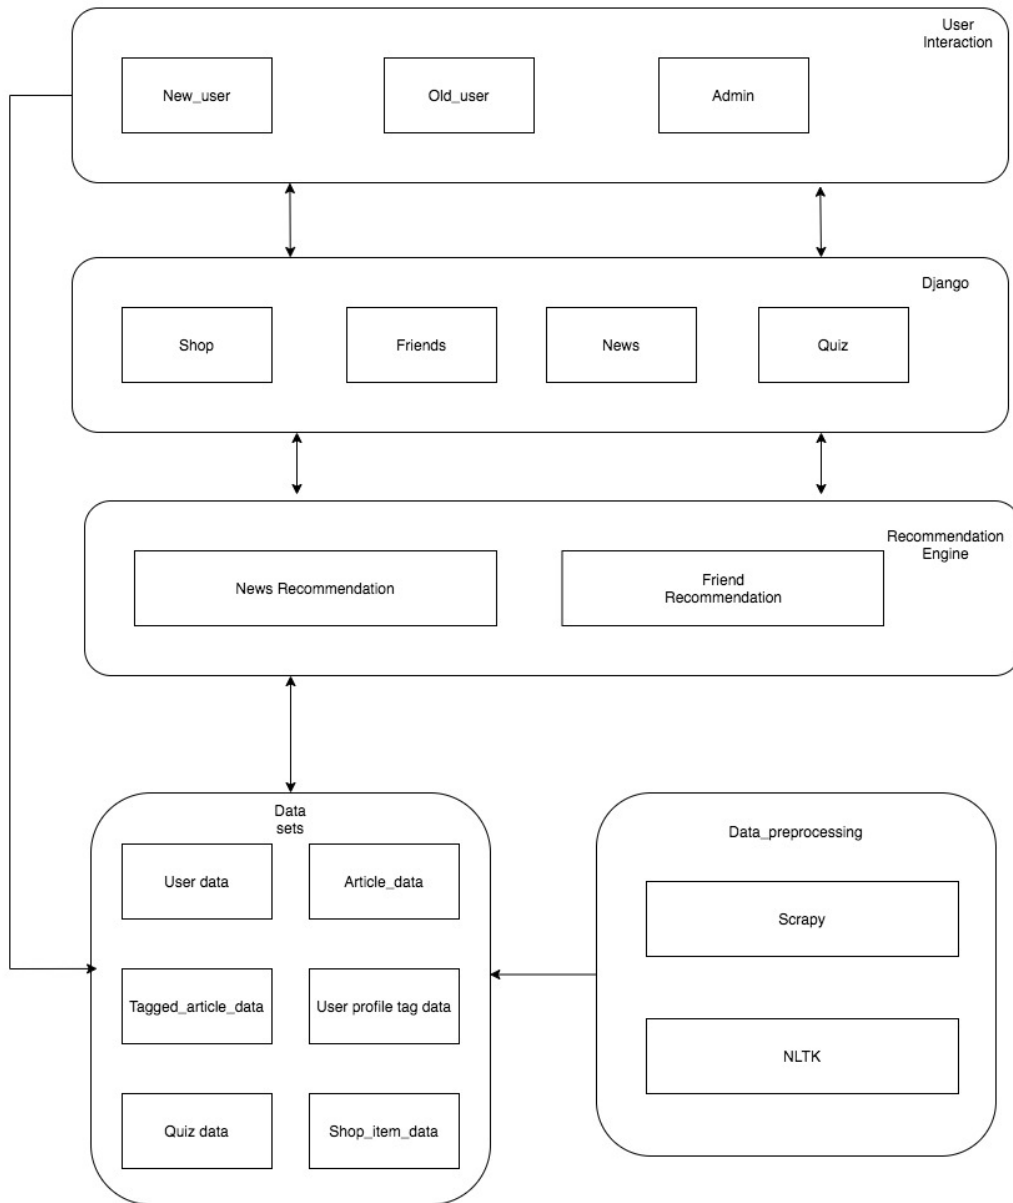 User
Interaction
New_user
Old_user
Admin
Django
Shop
Friends
News
Quiz
Recommendation
Engine
News Recommendation
Friend
Recommendation
Data
sets
User data
Article_data
Tagged_article_data
User profile tag data
Quiz data
Shop_item_data
Data_preprocessing
Scrapy
NLTK